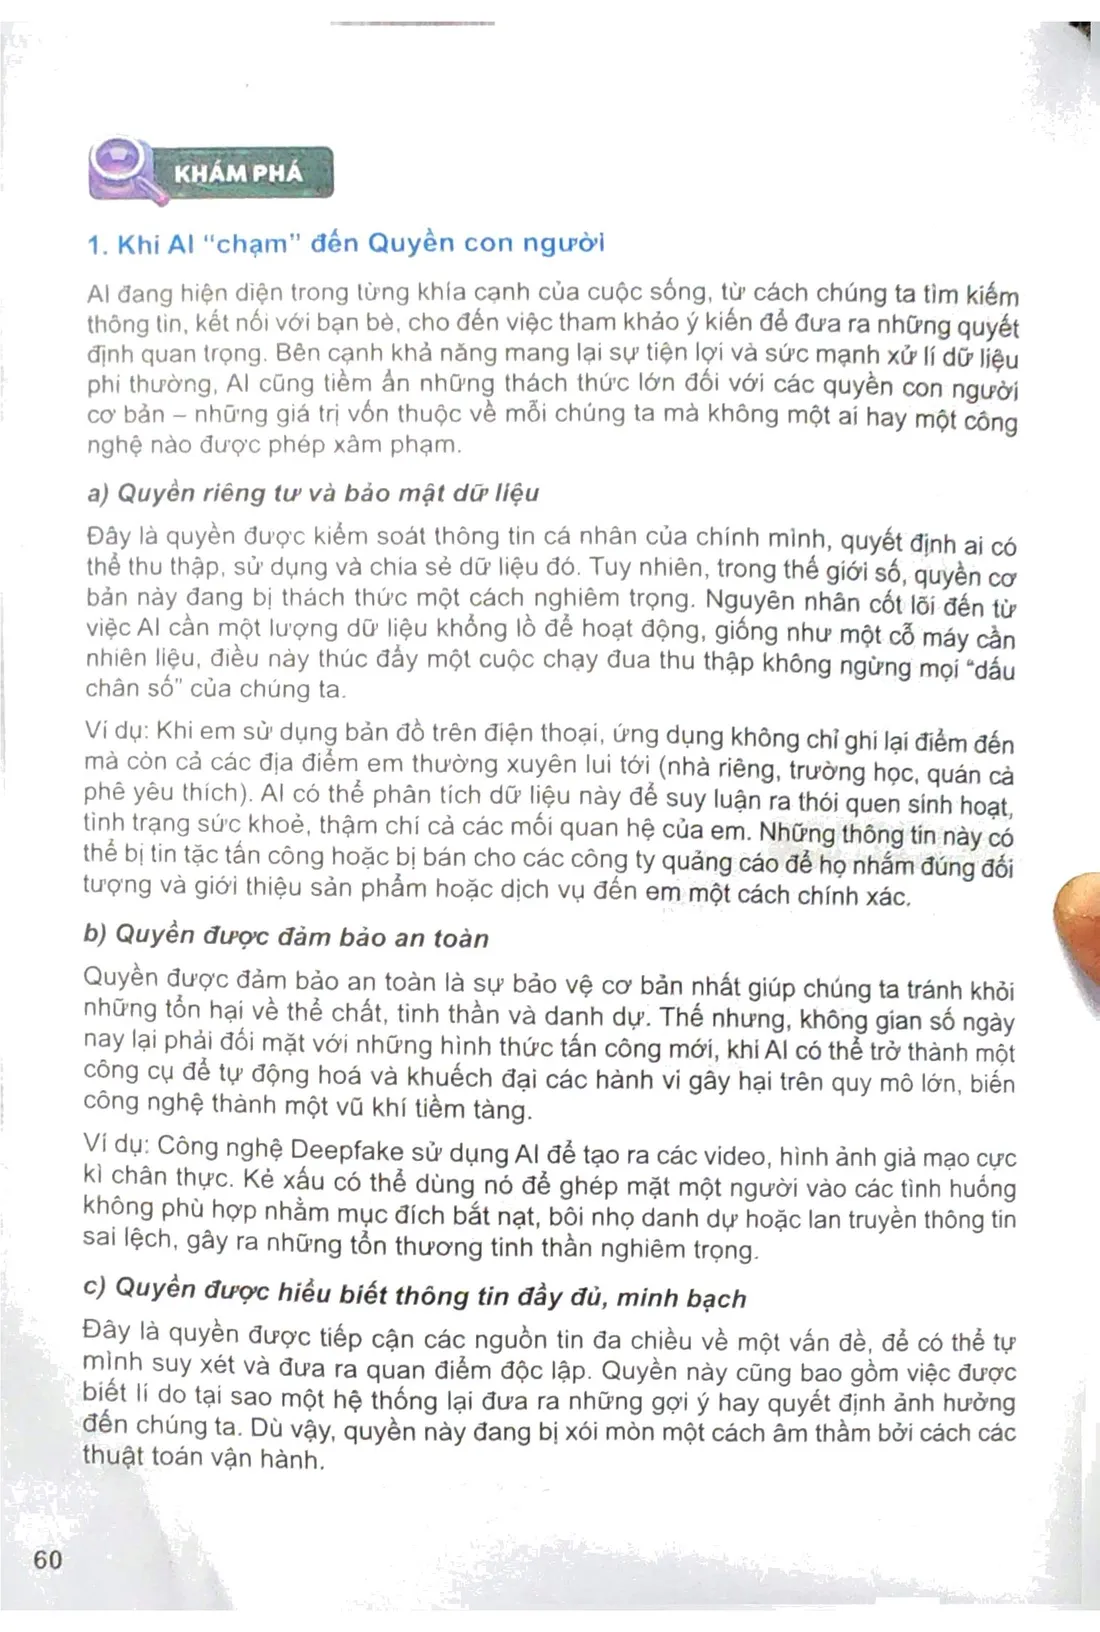 KHÁM PHÁ
1. Khi AI “chạm” đến Quyền con người
AI đang hiện diện trong từng khía cạnh của cuộc sống, từ cách chúng ta tìm kiếm
thông tin, kết nối với bạn bè, cho đến việc tham khảo ý kiến để đưa ra những quyết
định quan trọng. Bên cạnh khả năng mang lại sự tiện lợi và sức mạnh xử lí dữ liệu
phi thường, AI cũng tiềm ẩn những thách thức lớn đối với các quyền con người
cơ bản – những giá trị vốn thuộc về mỗi chúng ta mà không một ai hay một công
nghệ nào được phép xâm phạm.
a) Quyền riêng tư và bảo mật dữ liệu
Đây là quyền được kiểm soát thông tin cá nhân của chính mình, quyết định ai có
thể thu thập, sử dụng và chia sẻ dữ liệu đó. Tuy nhiên, trong thế giới số, quyền cơ
bản này đang bị thách thức một cách nghiêm trọng. Nguyên nhân cốt lõi đến từ
việc AI cần một lượng dữ liệu khổng lồ để hoạt động, giống như một cỗ máy cần
nhiên liệu, điều này thúc đẩy một cuộc chạy đua thu thập không ngừng mọi “dấu
chân số” của chúng ta.
Ví dụ: Khi em sử dụng bản đồ trên điện thoại, ứng dụng không chỉ ghi lại điểm đến
mà còn cả các địa điểm em thường xuyên lui tới (nhà riêng, trường học, quán cà
phê yêu thích). AI có thể phân tích dữ liệu này để suy luận ra thói quen sinh hoạt,
tình trạng sức khoẻ, thậm chí cả các mối quan hệ của em. Những thông tin này có
thể bị tin tặc tấn công hoặc bị bán cho các công ty quảng cáo để họ nhắm đúng đối
tượng và giới thiệu sản phẩm hoặc dịch vụ đến em một cách chính xác.
b) Quyền được đảm bảo an toàn
Quyền được đảm bảo an toàn là sự bảo vệ cơ bản nhất giúp chúng ta tránh khỏi
những tổn hại về thể chất, tinh thần và danh dự. Thế nhưng, không gian số ngày
nay lại phải đối mặt với những hình thức tấn công mới, khi AI có thể trở thành một
công cụ để tự động hoá và khuếch đại các hành vi gây hại trên quy mô lớn, biến
công nghệ thành một vũ khí tiềm tàng.
Ví dụ: Công nghệ Deepfake sử dụng AI để tạo ra các video, hình ảnh giả mạo cực
kì chân thực. Kẻ xấu có thể dùng nó để ghép mặt một người vào các tình huống
không phù hợp nhằm mục đích bắt nạt, bôi nhọ danh dự hoặc lan truyền thông tin
sai lệch, gây ra những tổn thương tinh thần nghiêm trọng.
c) Quyền được hiểu biết thông tin đầy đủ, minh bạch
Đây là quyền được tiếp cận các nguồn tin đa chiều về một vấn đề, để có thể tự
mình suy xét và đưa ra quan điểm độc lập. Quyền này cũng bao gồm việc được
biết lí do tại sao một hệ thống lại đưa ra những gợi ý hay quyết định ảnh hưởng
đến chúng ta. Dù vậy, quyền này đang bị xói mòn một cách âm thầm bởi cách các
thuật toán vận hành.
60